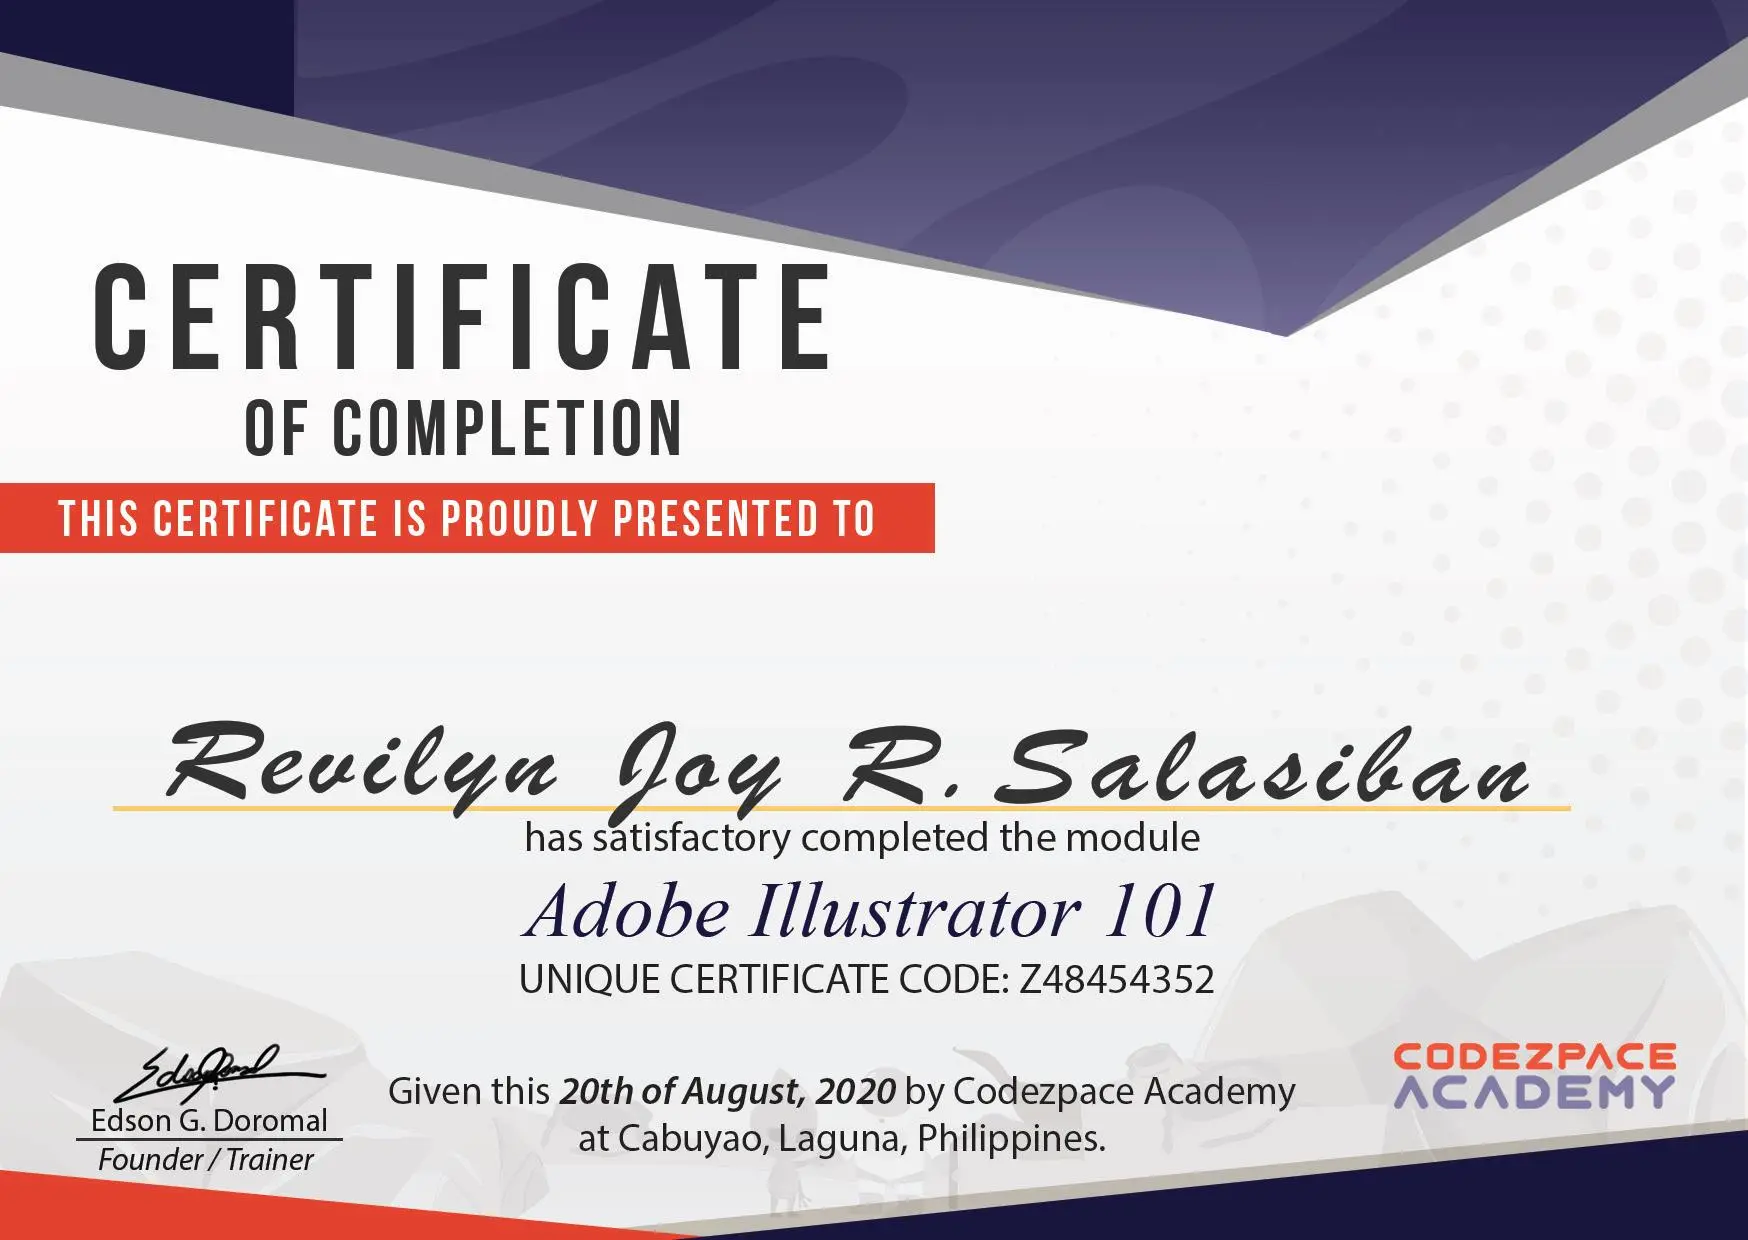 CERTIFICATE
OF COMPLETION
THIS CERTIFICATE IS PROUDLY PRESENTED TO
Revilyn Joy R. Salasiban
has satisfactory completed the module
Adobe Illustrator 101
UNIQUE CERTIFICATE CODE: Z48454352
Edson G. Doromal
Founder / Trainer
Given this 20th of August, 2020 by Codezpace Academy
at Cabuyao, Laguna, Philippines.
CODEZPACE
ACADEMY